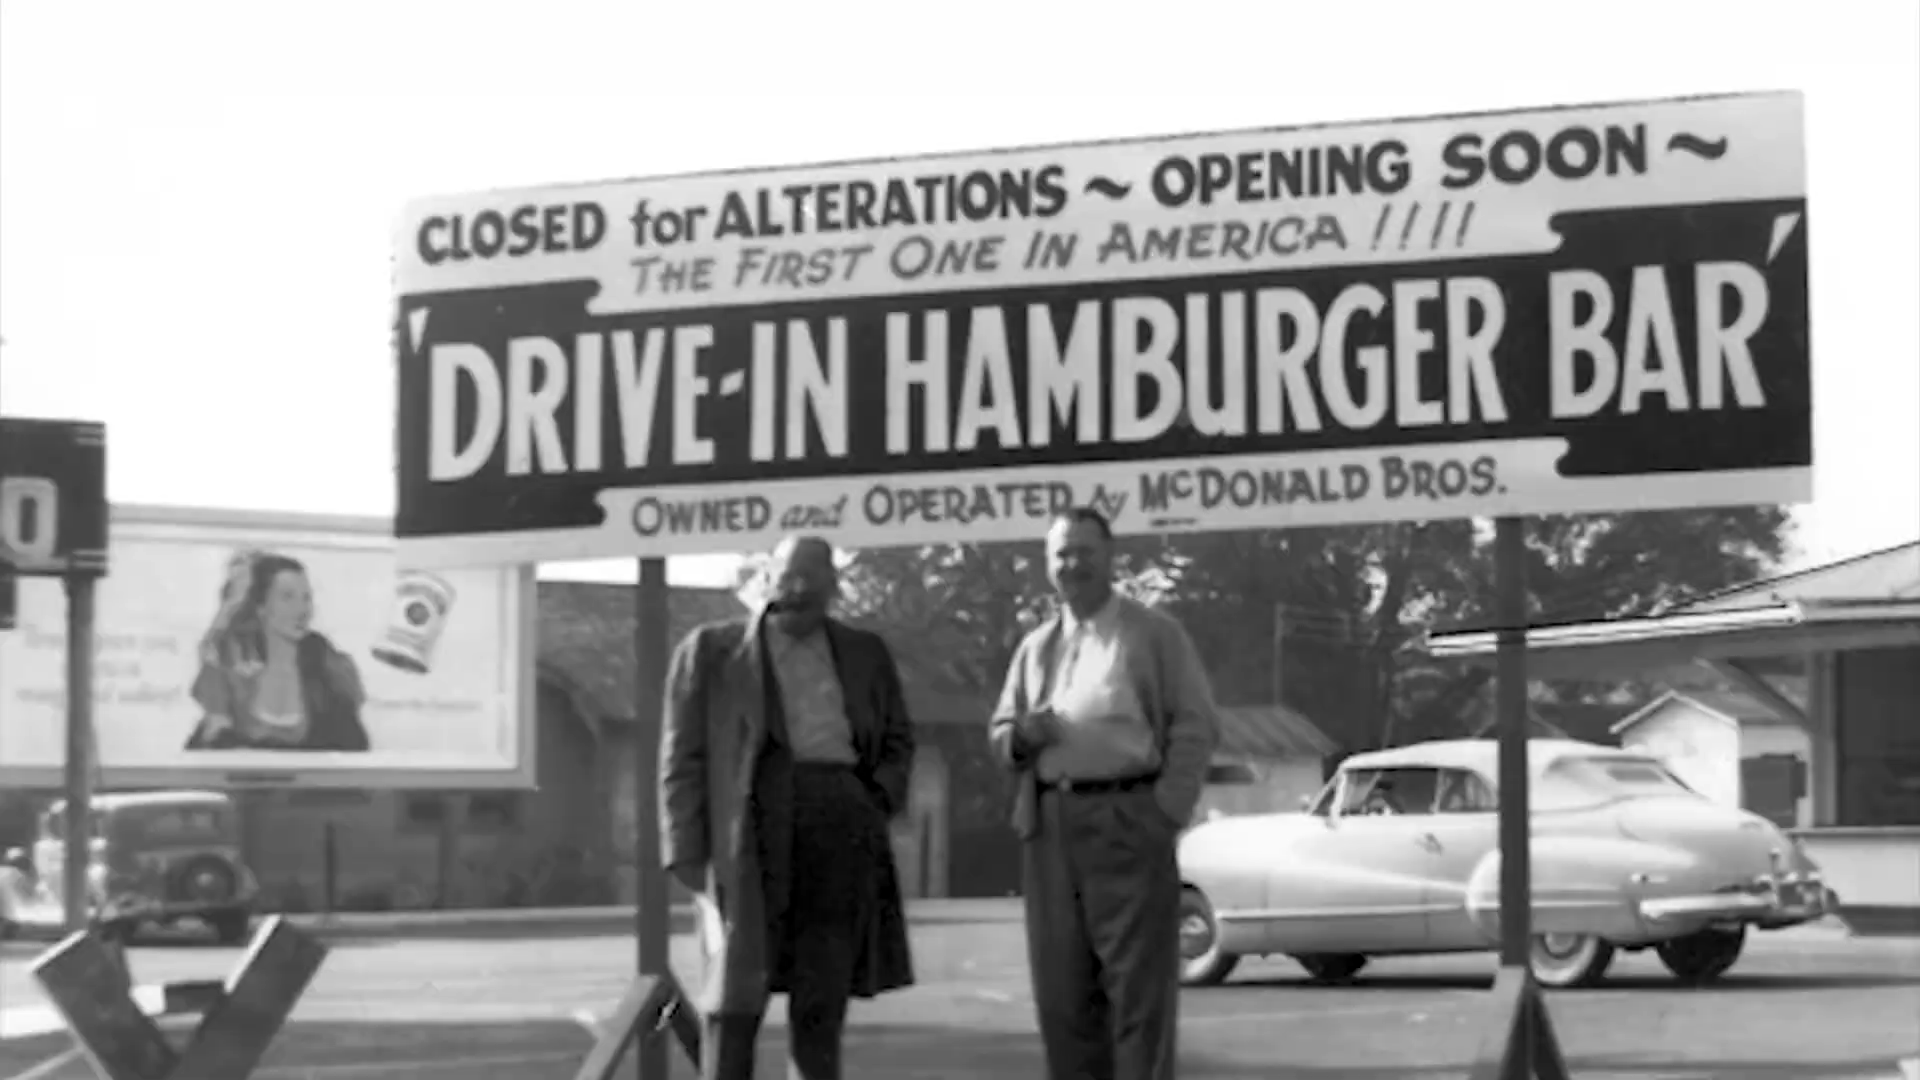 CLOSED for ALTERATIONS ~ OPENING SOON ~
THE FIRST ONE IN AMERICA !!!!
'DRIVE-IN HAMBURGER BAR'
OWNED and OPERATED by McDONALD BROS.
O